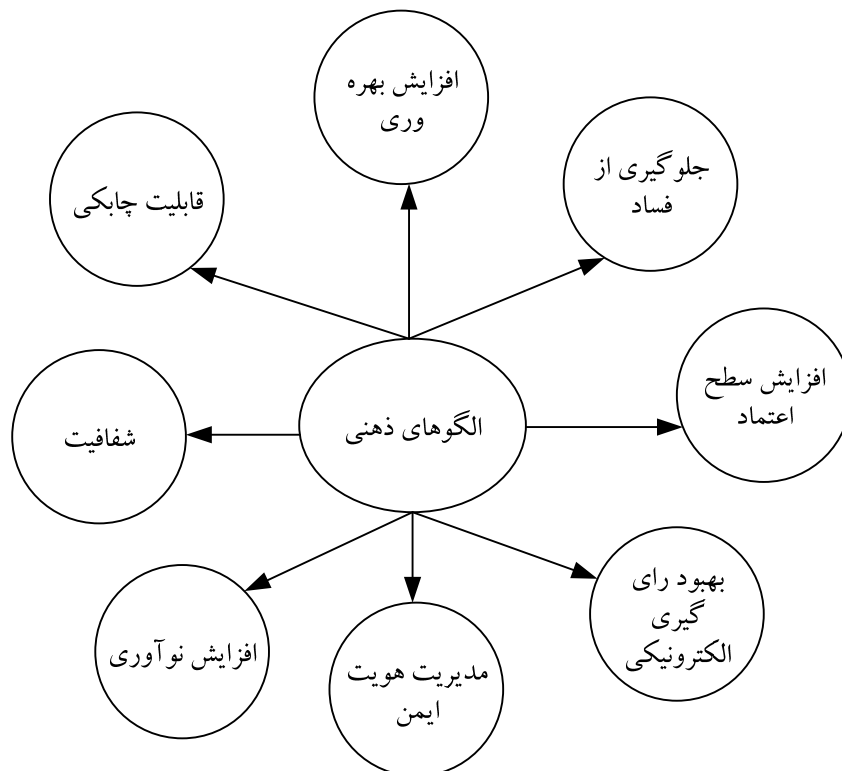 افزایش بهره
وری
جلوگیری از
فساد
قابلیت چابکی
افزایش سطح
اعتماد
الگوهای ذهنی
شفافیت
بهبود رای
گیری
الکترونیکی
افزایش نوآوری
مدیریت هویت
ایمن